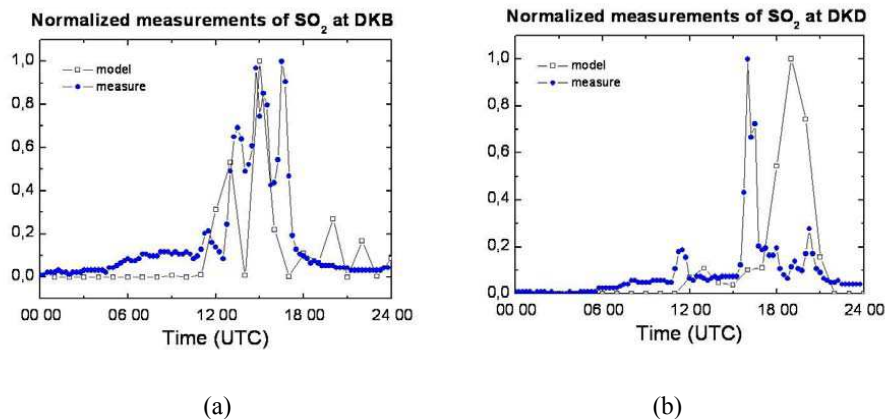 Normalized measurements of SO2 at DKB
1,0
0,8
0,6
0,4
0,2
0,0
model
measure
00 00 06 00 12 00 18 00 24 00
Time (UTC)
(a)
Normalized measurements of SO2 at DKD
1,0
0,8
0,6
0,4
0,2
0,0
model
measure
00 00 06 00 12 00 18 00 24 00
Time (UTC)
(b)